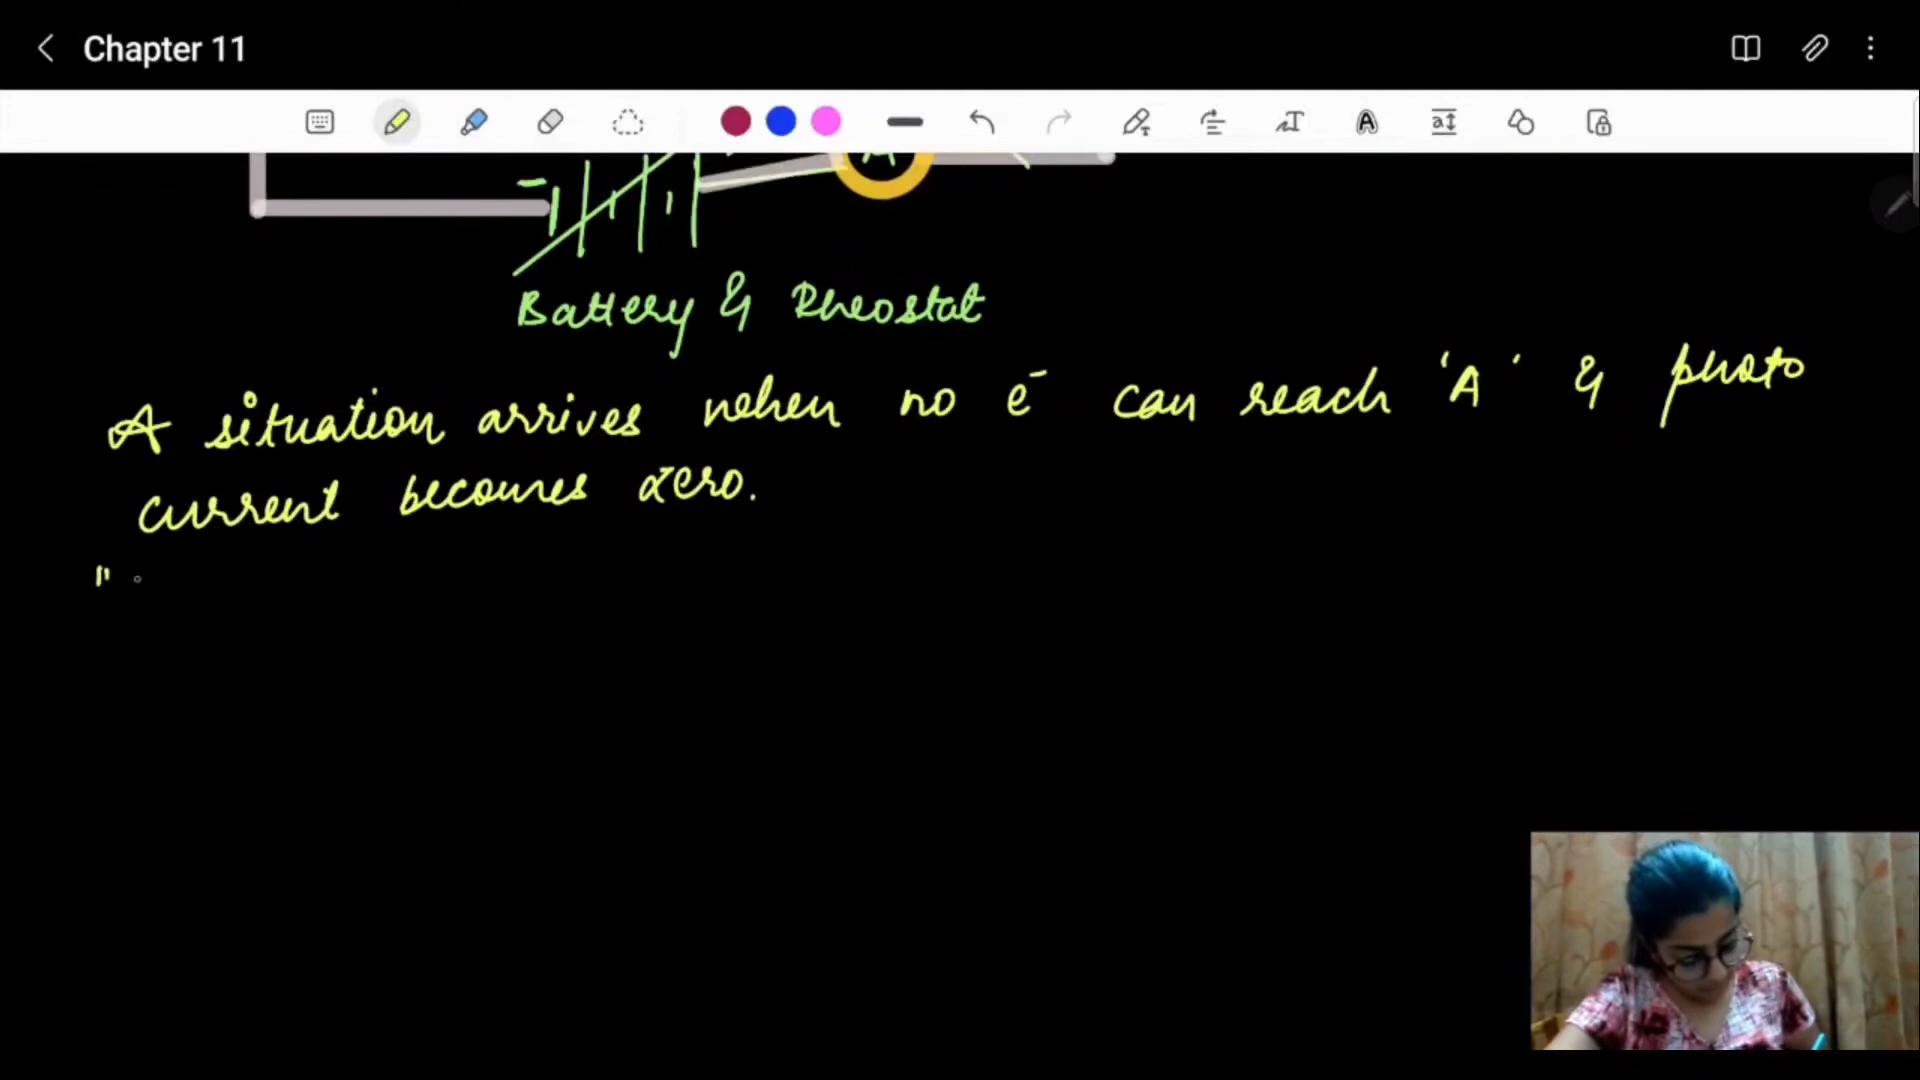 Chapter 11
A
Battery & Rheostat
A situation arrives when no e⁻ can reach 'A' & photo
current becomes zero.
"